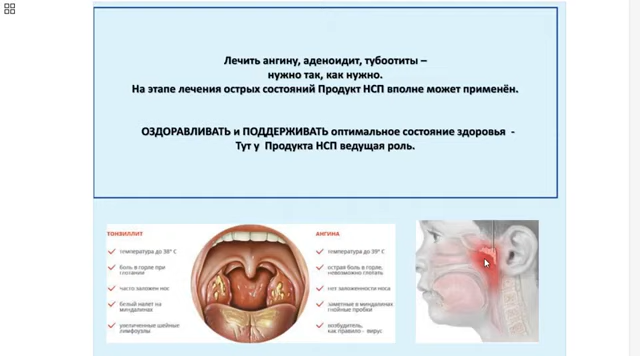 Лечить ангину, аденоидит, тубоотиты –
нужно так, как нужно.
На этапе лечения острых состояний Продукт НСП вполне может применён.
ОЗДОРАВЛИВАТЬ и ПОДДЕРЖИВАТЬ оптимальное состояние здоровья -
Тут у Продукта НСП ведущая роль.
ТОНЗИЛЛИТ
температура до 38° C
боль в горле при
глотании
часто заложен нос
белый налет на
миндалинах
увеличенные шейные
лимфоузлы
АНГИНА
температура до 39° C
острая боль в горле,
невозможно глотать
нет заложенности носа
заметные в миндалинах
гнойные пробки
возбудитель,
как правило - вирус